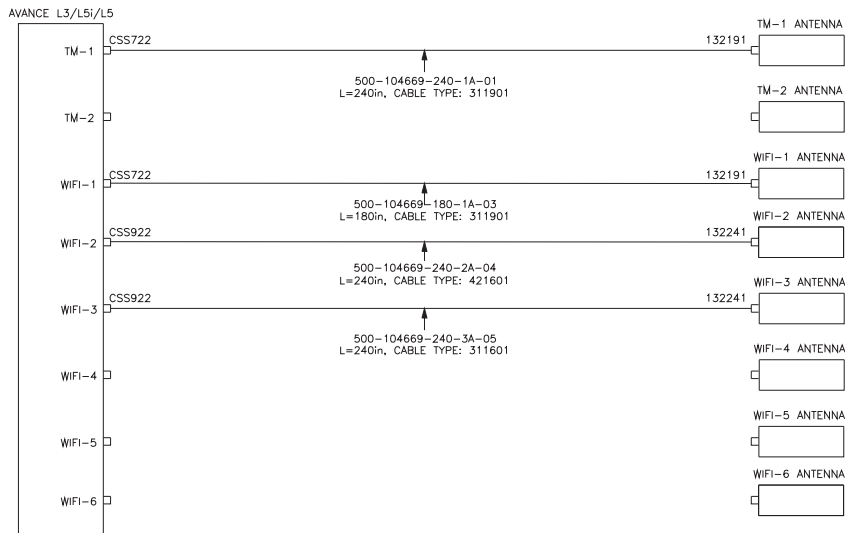 AVANCE L3/L5i/L5
TM-1 ANTENNA
CSS722
132191
TM-1
500-104669-240-1A-01
L=240in, CABLE TYPE: 311901
TM-2 ANTENNA
TM-2
WIFI-1 ANTENNA
CSS722
132191
WIFI-1
500-104669-180-1A-03
L=180in, CABLE TYPE: 311901
WIFI-2 ANTENNA
CSS922
132241
WIFI-2
500-104669-240-2A-04
L=240in, CABLE TYPE: 421601
WIFI-3 ANTENNA
CSS922
132241
WIFI-3
500-104669-240-3A-05
L=240in, CABLE TYPE: 311601
WIFI-4 ANTENNA
WIFI-4
WIFI-5 ANTENNA
WIFI-5
WIFI-6 ANTENNA
WIFI-6